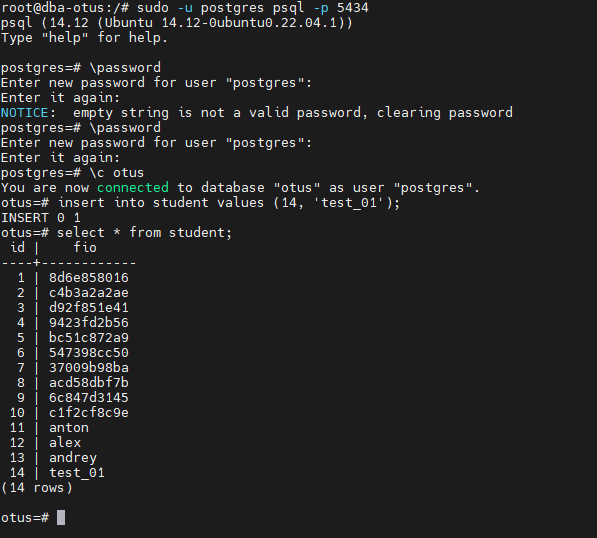 root@dba-otus:/# sudo -u postgres psql -p 5434
psql (14.12 (Ubuntu 14.12-0ubuntu0.22.04.1))
Type "help" for help.

postgres=# \password
Enter new password for user "postgres":
Enter it again:
NOTICE:  empty string is not a valid password, clearing password
postgres=# \password
Enter new password for user "postgres":
Enter it again:
postgres=# \c otus
You are now connected to database "otus" as user "postgres".
otus=# insert into student values (14, 'test_01');
INSERT 0 1
otus=# select * from student;
 id |    fio
----+------------
  1 | 8d6e858016
  2 | c4b3a2a2ae
  3 | d92f851e41
  4 | 9423fd2b56
  5 | bc51c872a9
  6 | 547398cc50
  7 | 37009b98ba
  8 | acd58dbf7b
  9 | 6c847d3145
 10 | c1f2cf8c9e
 11 | anton
 12 | alex
 13 | andrey
 14 | test_01
(14 rows)

otus=#